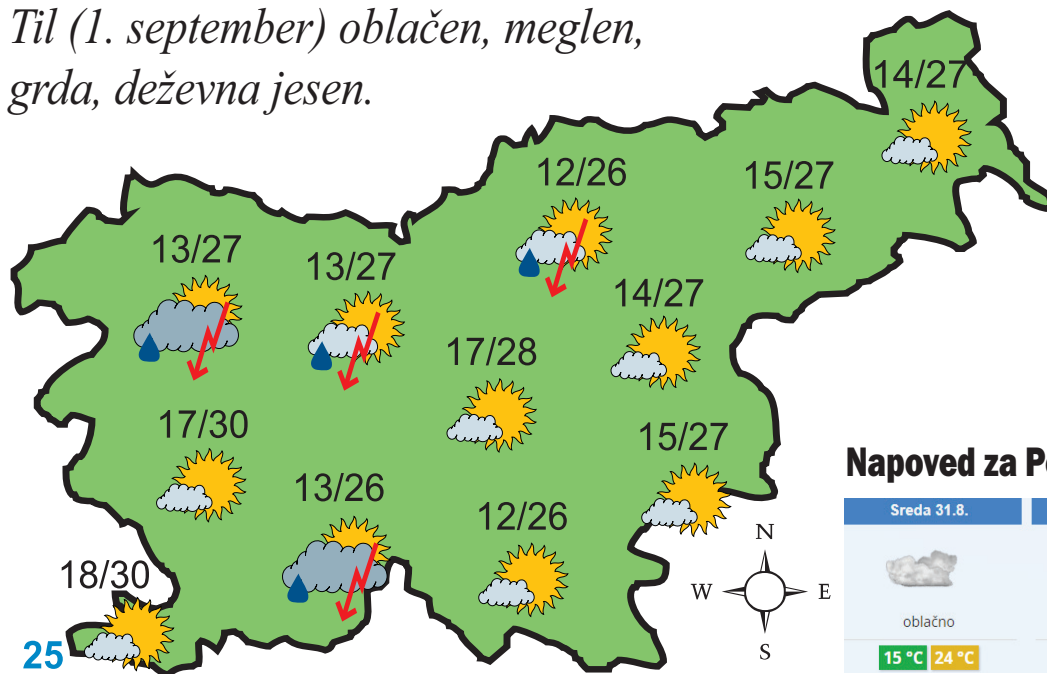 Til (1. september) oblačen, meglen,
grda, deževna jesen.
14/27
12/26
15/27
13/27
13/27
14/27
17/28
17/30
15/27
13/26
12/26
18/30
25
N
W
E
S
Napoved za
Sreda 31.8.
oblačno
15 °C 24 °C